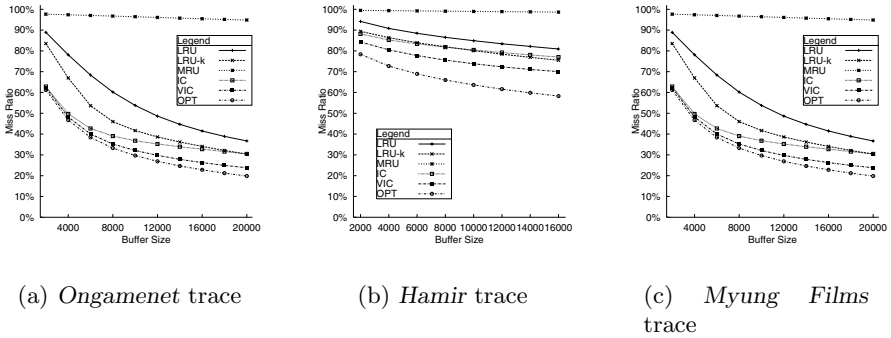 100%
90%
80%
70%
60%
50%
40%
30%
20%
10%
0%
Miss Ratio
4000 8000 12000 16000 20000
Buffer Size
Legend
LRU
LRU-k
MRU
IC
VIC
OPT
(a) Ongamenet trace
100%
90%
80%
70%
60%
50%
40%
30%
20%
10%
0%
Miss Ratio
2000 4000 6000 8000 10000 12000 14000 16000
Buffer Size
Legend
LRU
LRU-k
MRU
IC
VIC
OPT
(b) Hamir trace
100%
90%
80%
70%
60%
50%
40%
30%
20%
10%
0%
Miss Ratio
4000 8000 12000 16000 20000
Buffer Size
Legend
LRU
LRU-k
MRU
IC
VIC
OPT
(c) Myung Films
trace